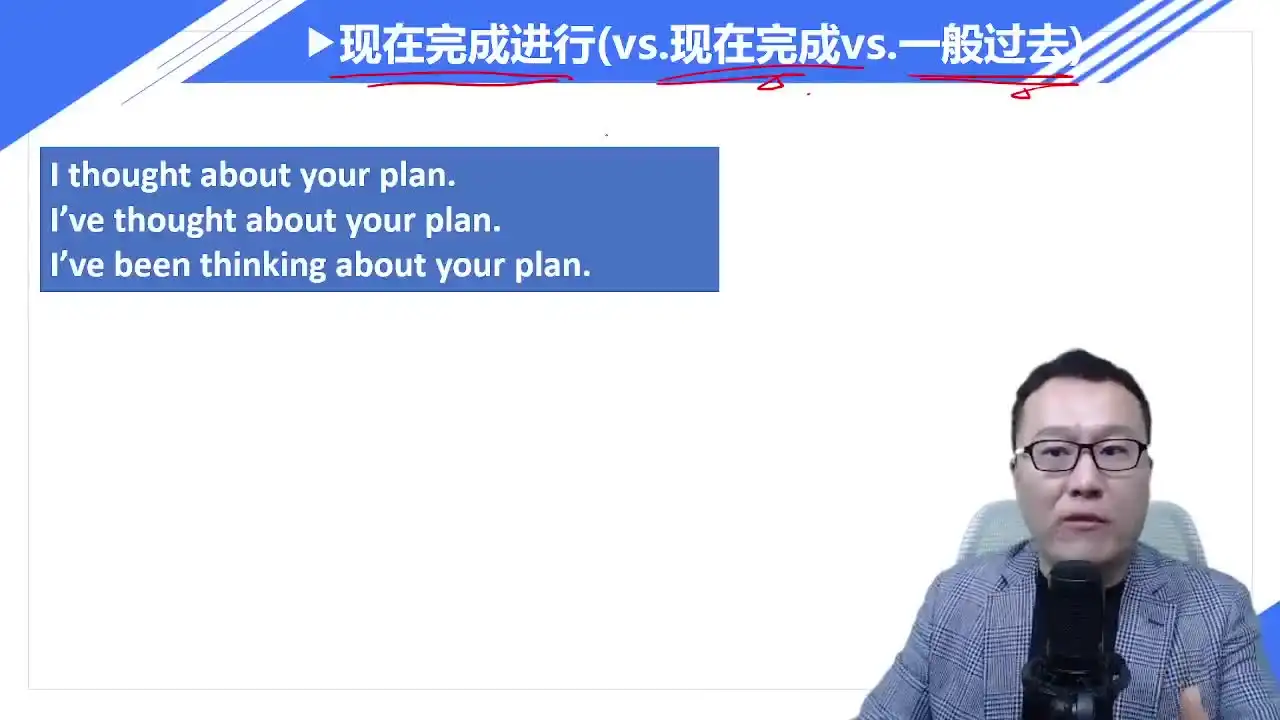 ▶现在完成进行(vs.现在完成vs.一般过去)
I thought about your plan.
I’ve thought about your plan.
I’ve been thinking about your plan.